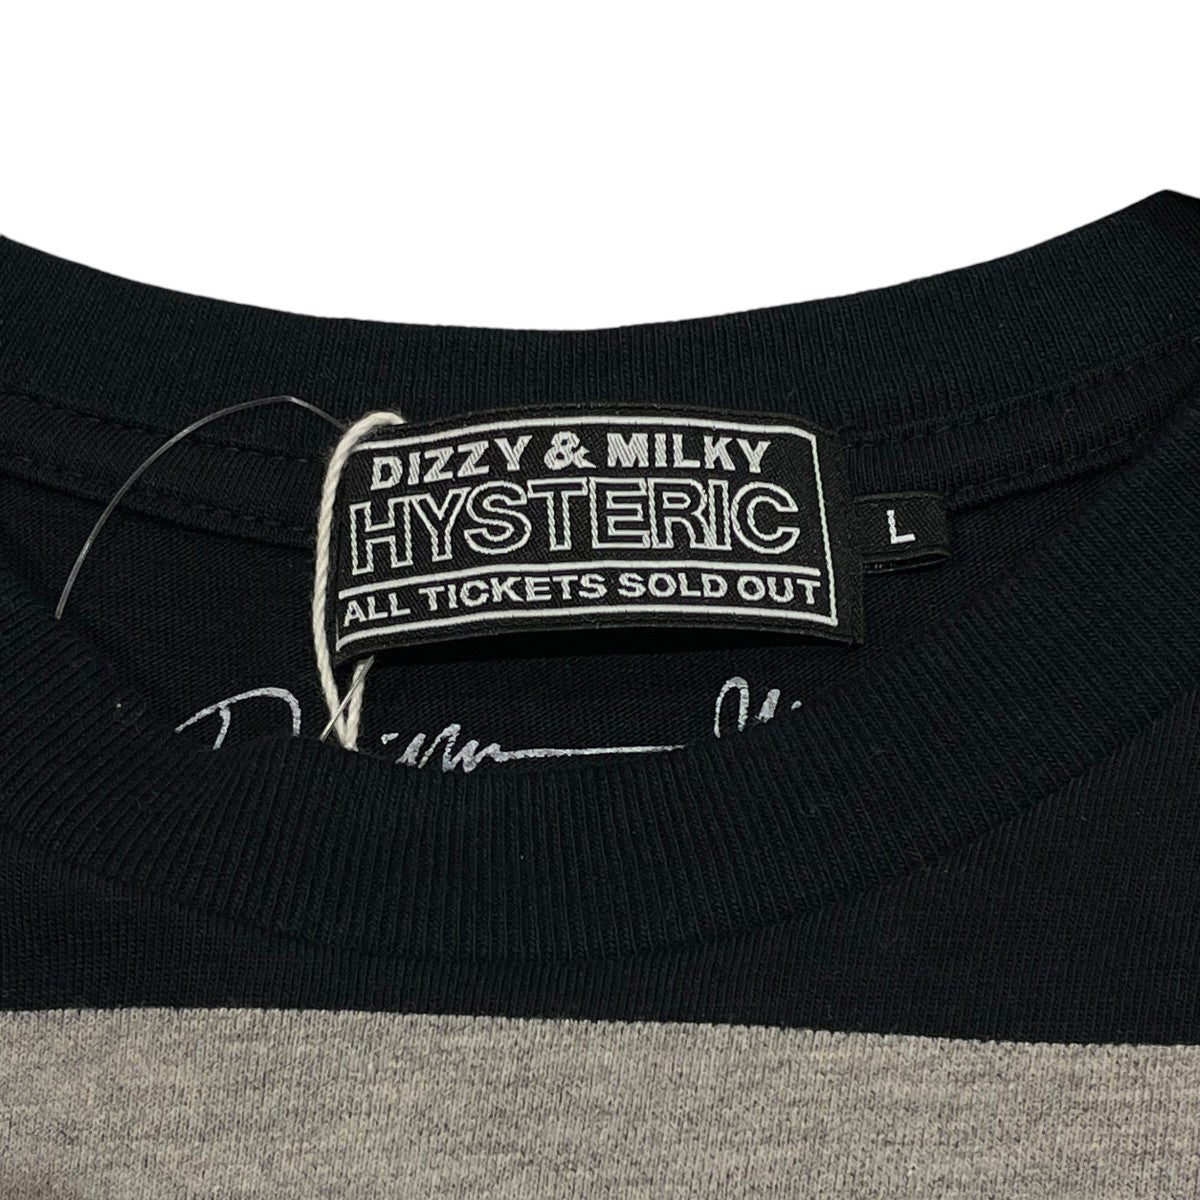 DIZZY & MILKY
HYSTERIC
ALL TICKETS SOLD OUT
L